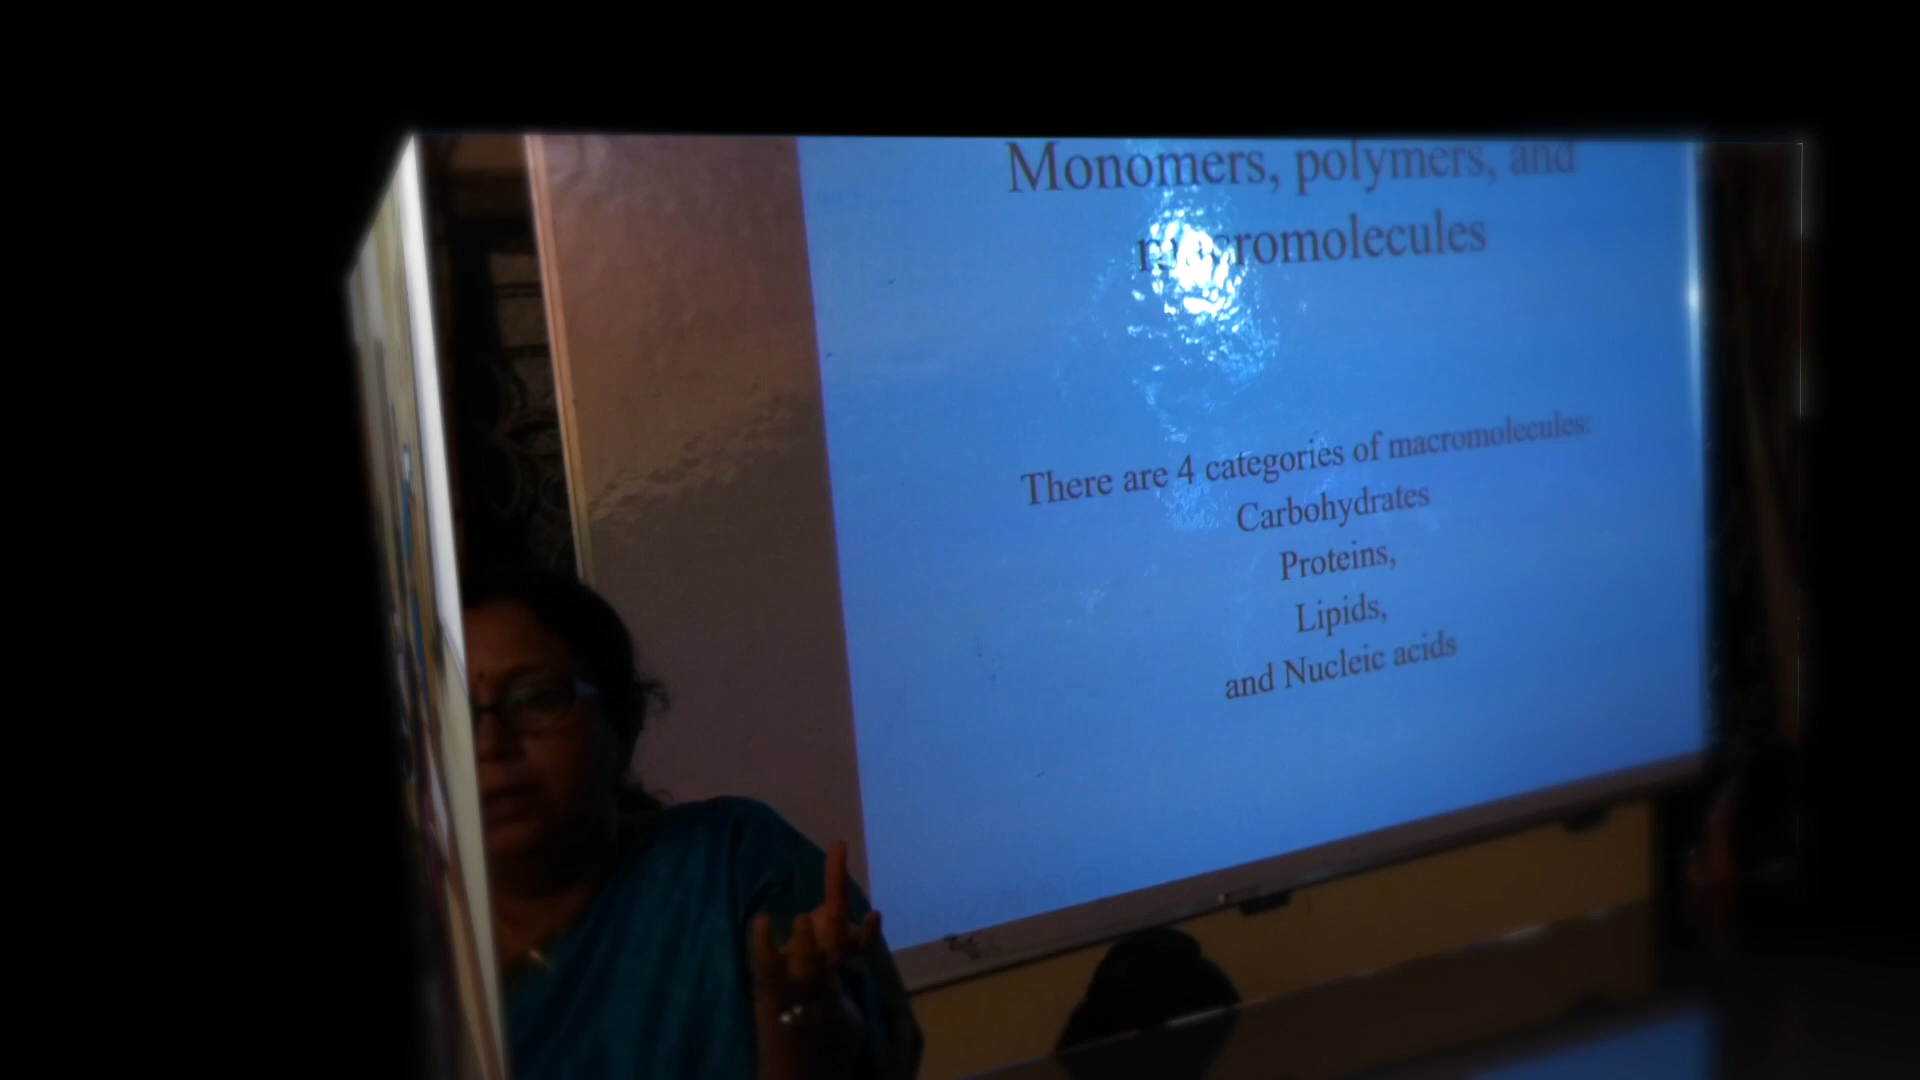 Monomers, polymers, and
macromolecules
There are 4 categories of macromolecules:
Carbohydrates
Proteins,
Lipids,
and Nucleic acids